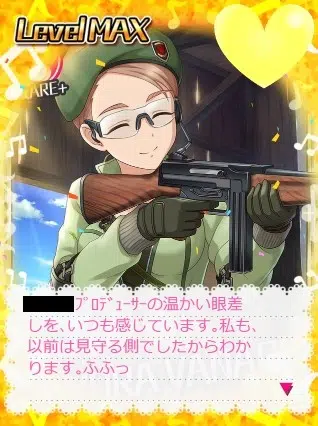 Level MAX
RARE+
ﾌﾟﾛﾃﾞｭｰｻｰの温かい眼差
しを、いつも感じています。私も、
以前は見守る側でしたからわか
ります。ふふっ